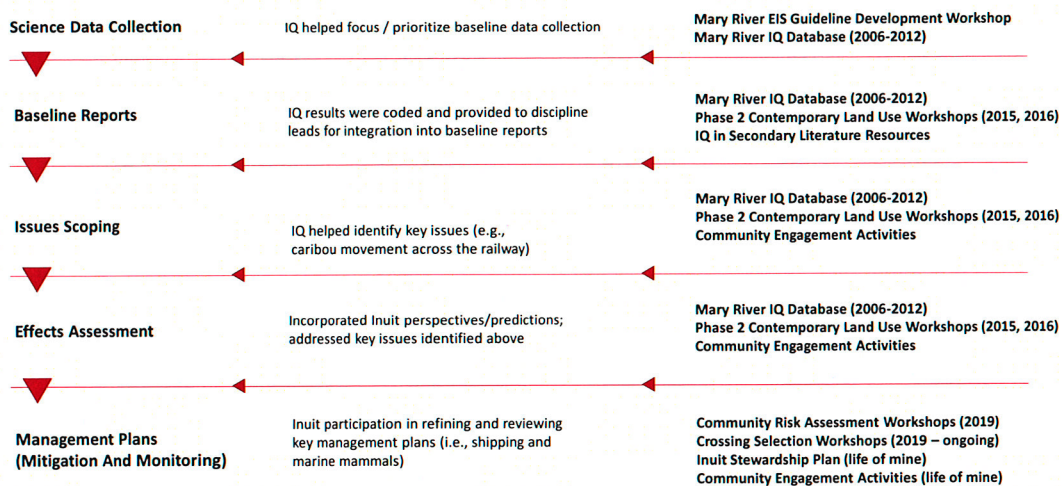 Science Data Collection
IQ helped focus / prioritize baseline data collection
Mary River EIS Guideline Development Workshop
Mary River IQ Database (2006-2012)
Baseline Reports
IQ results were coded and provided to discipline
leads for integration into baseline reports
Mary River IQ Database (2006-2012)
Phase 2 Contemporary Land Use Workshops (2015, 2016)
IQ in Secondary Literature Resources
Issues Scoping
IQ helped identify key issues (e.g.,
caribou movement across the railway)
Mary River IQ Database (2006-2012)
Phase 2 Contemporary Land Use Workshops (2015, 2016)
Community Engagement Activities
Effects Assessment
Incorporated Inuit perspectives/predictions;
addressed key issues identified above
Mary River IQ Database (2006-2012)
Phase 2 Contemporary Land Use Workshops (2015, 2016)
Community Engagement Activities
Management Plans
(Mitigation And Monitoring)
Inuit participation in refining and reviewing
key management plans (i.e., shipping and
marine mammals)
Community Risk Assessment Workshops (2019)
Crossing Selection Workshops (2019 – ongoing)
Inuit Stewardship Plan (life of mine)
Community Engagement Activities (life of mine)